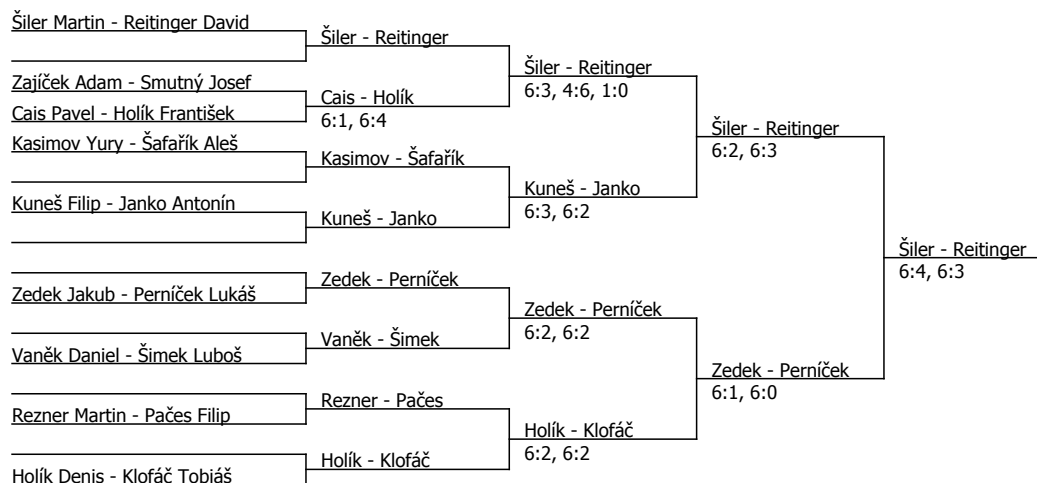 Šiler Martin - Reitinger David
Šiler - Reitinger
Šiler - Reitinger
6:3, 4:6, 1:0
Zajíček Adam - Smutný Josef
Cais - Holík
6:1, 6:4
Cais Pavel - Holík František
Šiler - Reitinger
6:2, 6:3
Kasimov Yury - Šafařík Aleš
Kasimov - Šafařík
Kuneš - Janko
6:3, 6:2
Kuneš Filip - Janko Antonín
Kuneš - Janko
Šiler - Reitinger
6:4, 6:3
Zedek - Perníček
Zedek Jakub - Perníček Lukáš
Zedek - Perníček
6:2, 6:2
Vaněk - Šimek
Vaněk Daniel - Šimek Luboš
Zedek - Perníček
6:1, 6:0
Rezner - Pačes
Rezner Martin - Pačes Filip
Holík - Klofáč
6:2, 6:2
Holík - Klofáč
Holík Denis - Klofáč Tobiáš